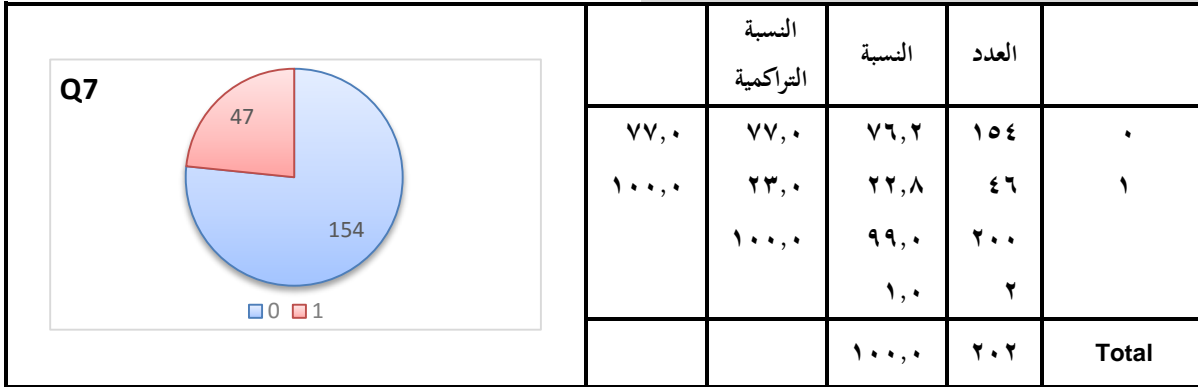 Q7
47
154
0 1
العدد النسبة النسبة التراكمية
٠ ١٥٤ ٧٦,٢ ٧٧,٠ ٧٧,٠
١ ٤٦ ٢٢,٨ ٢٣,٠ ١٠٠,٠
٢٠٠ ٩٩,٠ ١٠٠,٠
٢ ١,٠
Total ٢٠٢ ١٠٠,٠